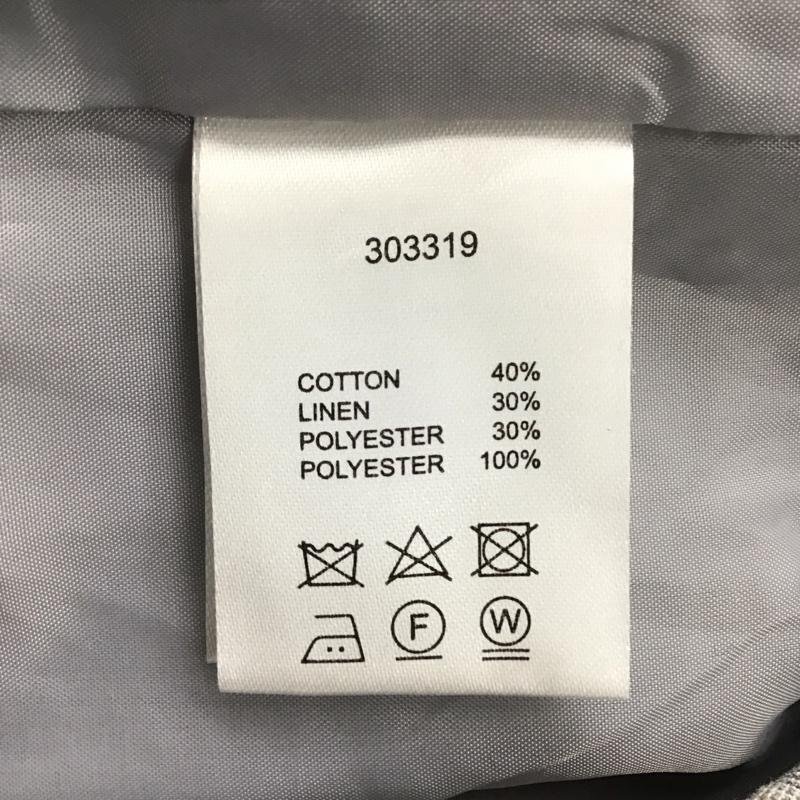 303319
COTTON 40%
LINEN 30%
POLYESTER 30%
POLYESTER 100%
F W